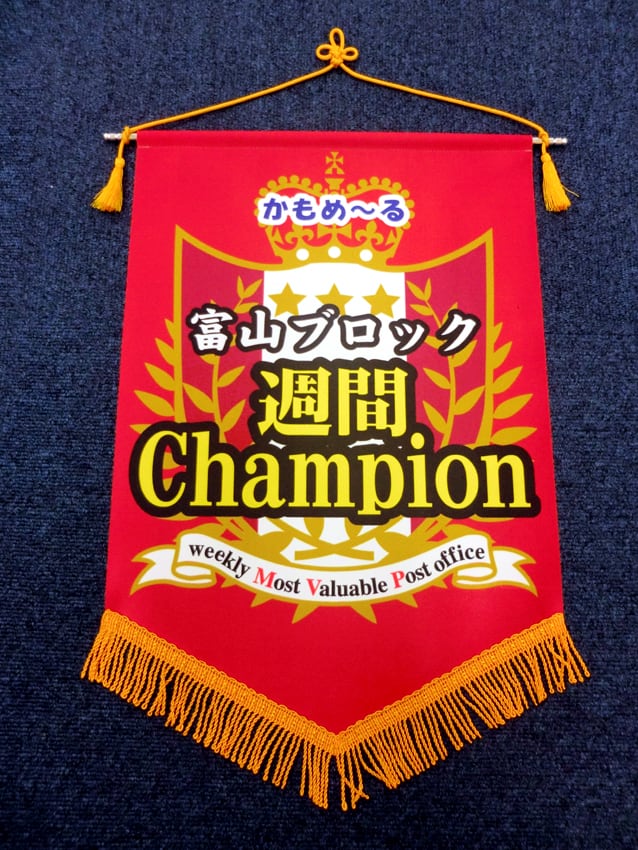 かもめ～る
富山ブロック
週間
Champion
weekly Most Valuable Post office